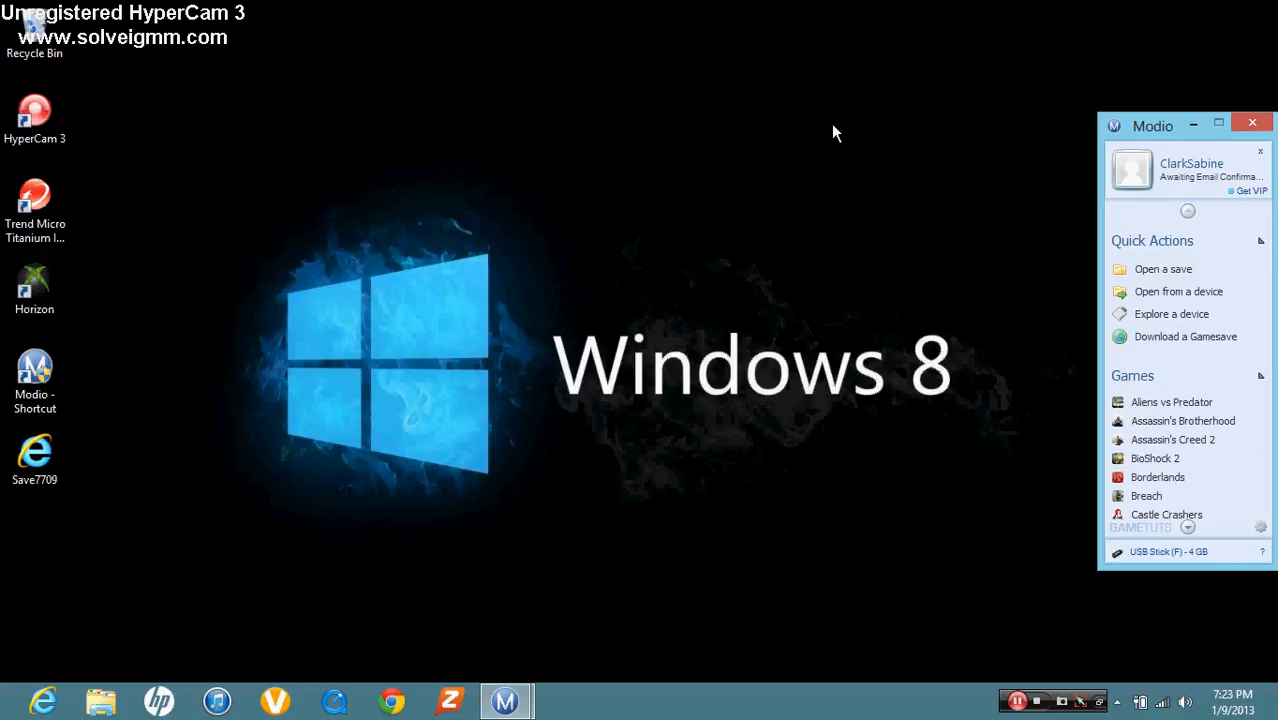 Unregistered HyperCam 3
www.solveigmm.com
Recycle Bin
HyperCam 3
Trend Micro
Titanium I...
Horizon
Modio -
Shortcut
Save7709
Windows 8
Modio
ClarkSabine
Awaiting Email Confirma...
Get VIP
Quick Actions
Open a save
Open from a device
Explore a device
Download a Gamesave
Games
Aliens vs Predator
Assassin's Brotherhood
Assassin's Creed 2
BioShock 2
Borderlands
Breach
Castle Crashers
GAMETUTS
USB Stick (F) - 4 GB
?
7:23 PM
1/9/2013